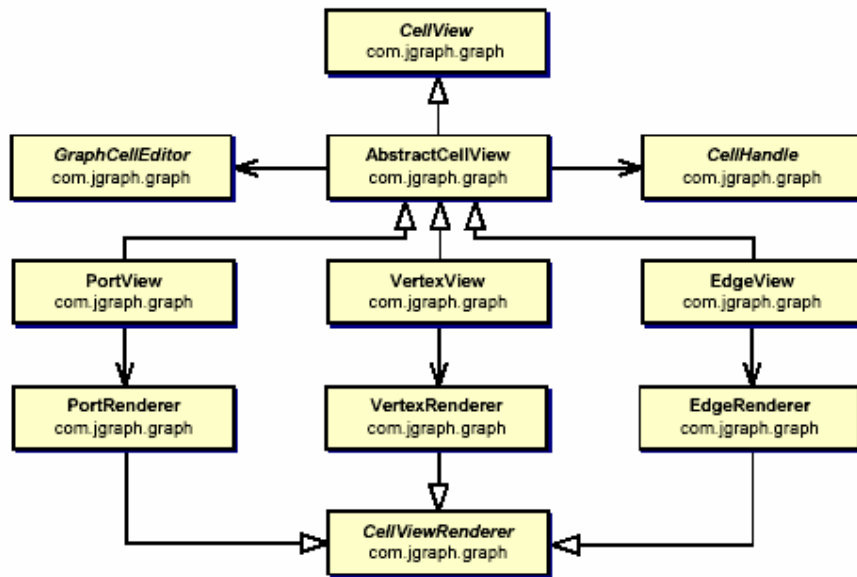 CellView
com.jgraph.graph
GraphCellEditor
com.jgraph.graph
AbstractCellView
com.jgraph.graph
CellHandle
com.jgraph.graph
PortView
com.jgraph.graph
VertexView
com.jgraph.graph
EdgeView
com.jgraph.graph
PortRenderer
com.jgraph.graph
VertexRenderer
com.jgraph.graph
EdgeRenderer
com.jgraph.graph
CellViewRenderer
com.jgraph.graph